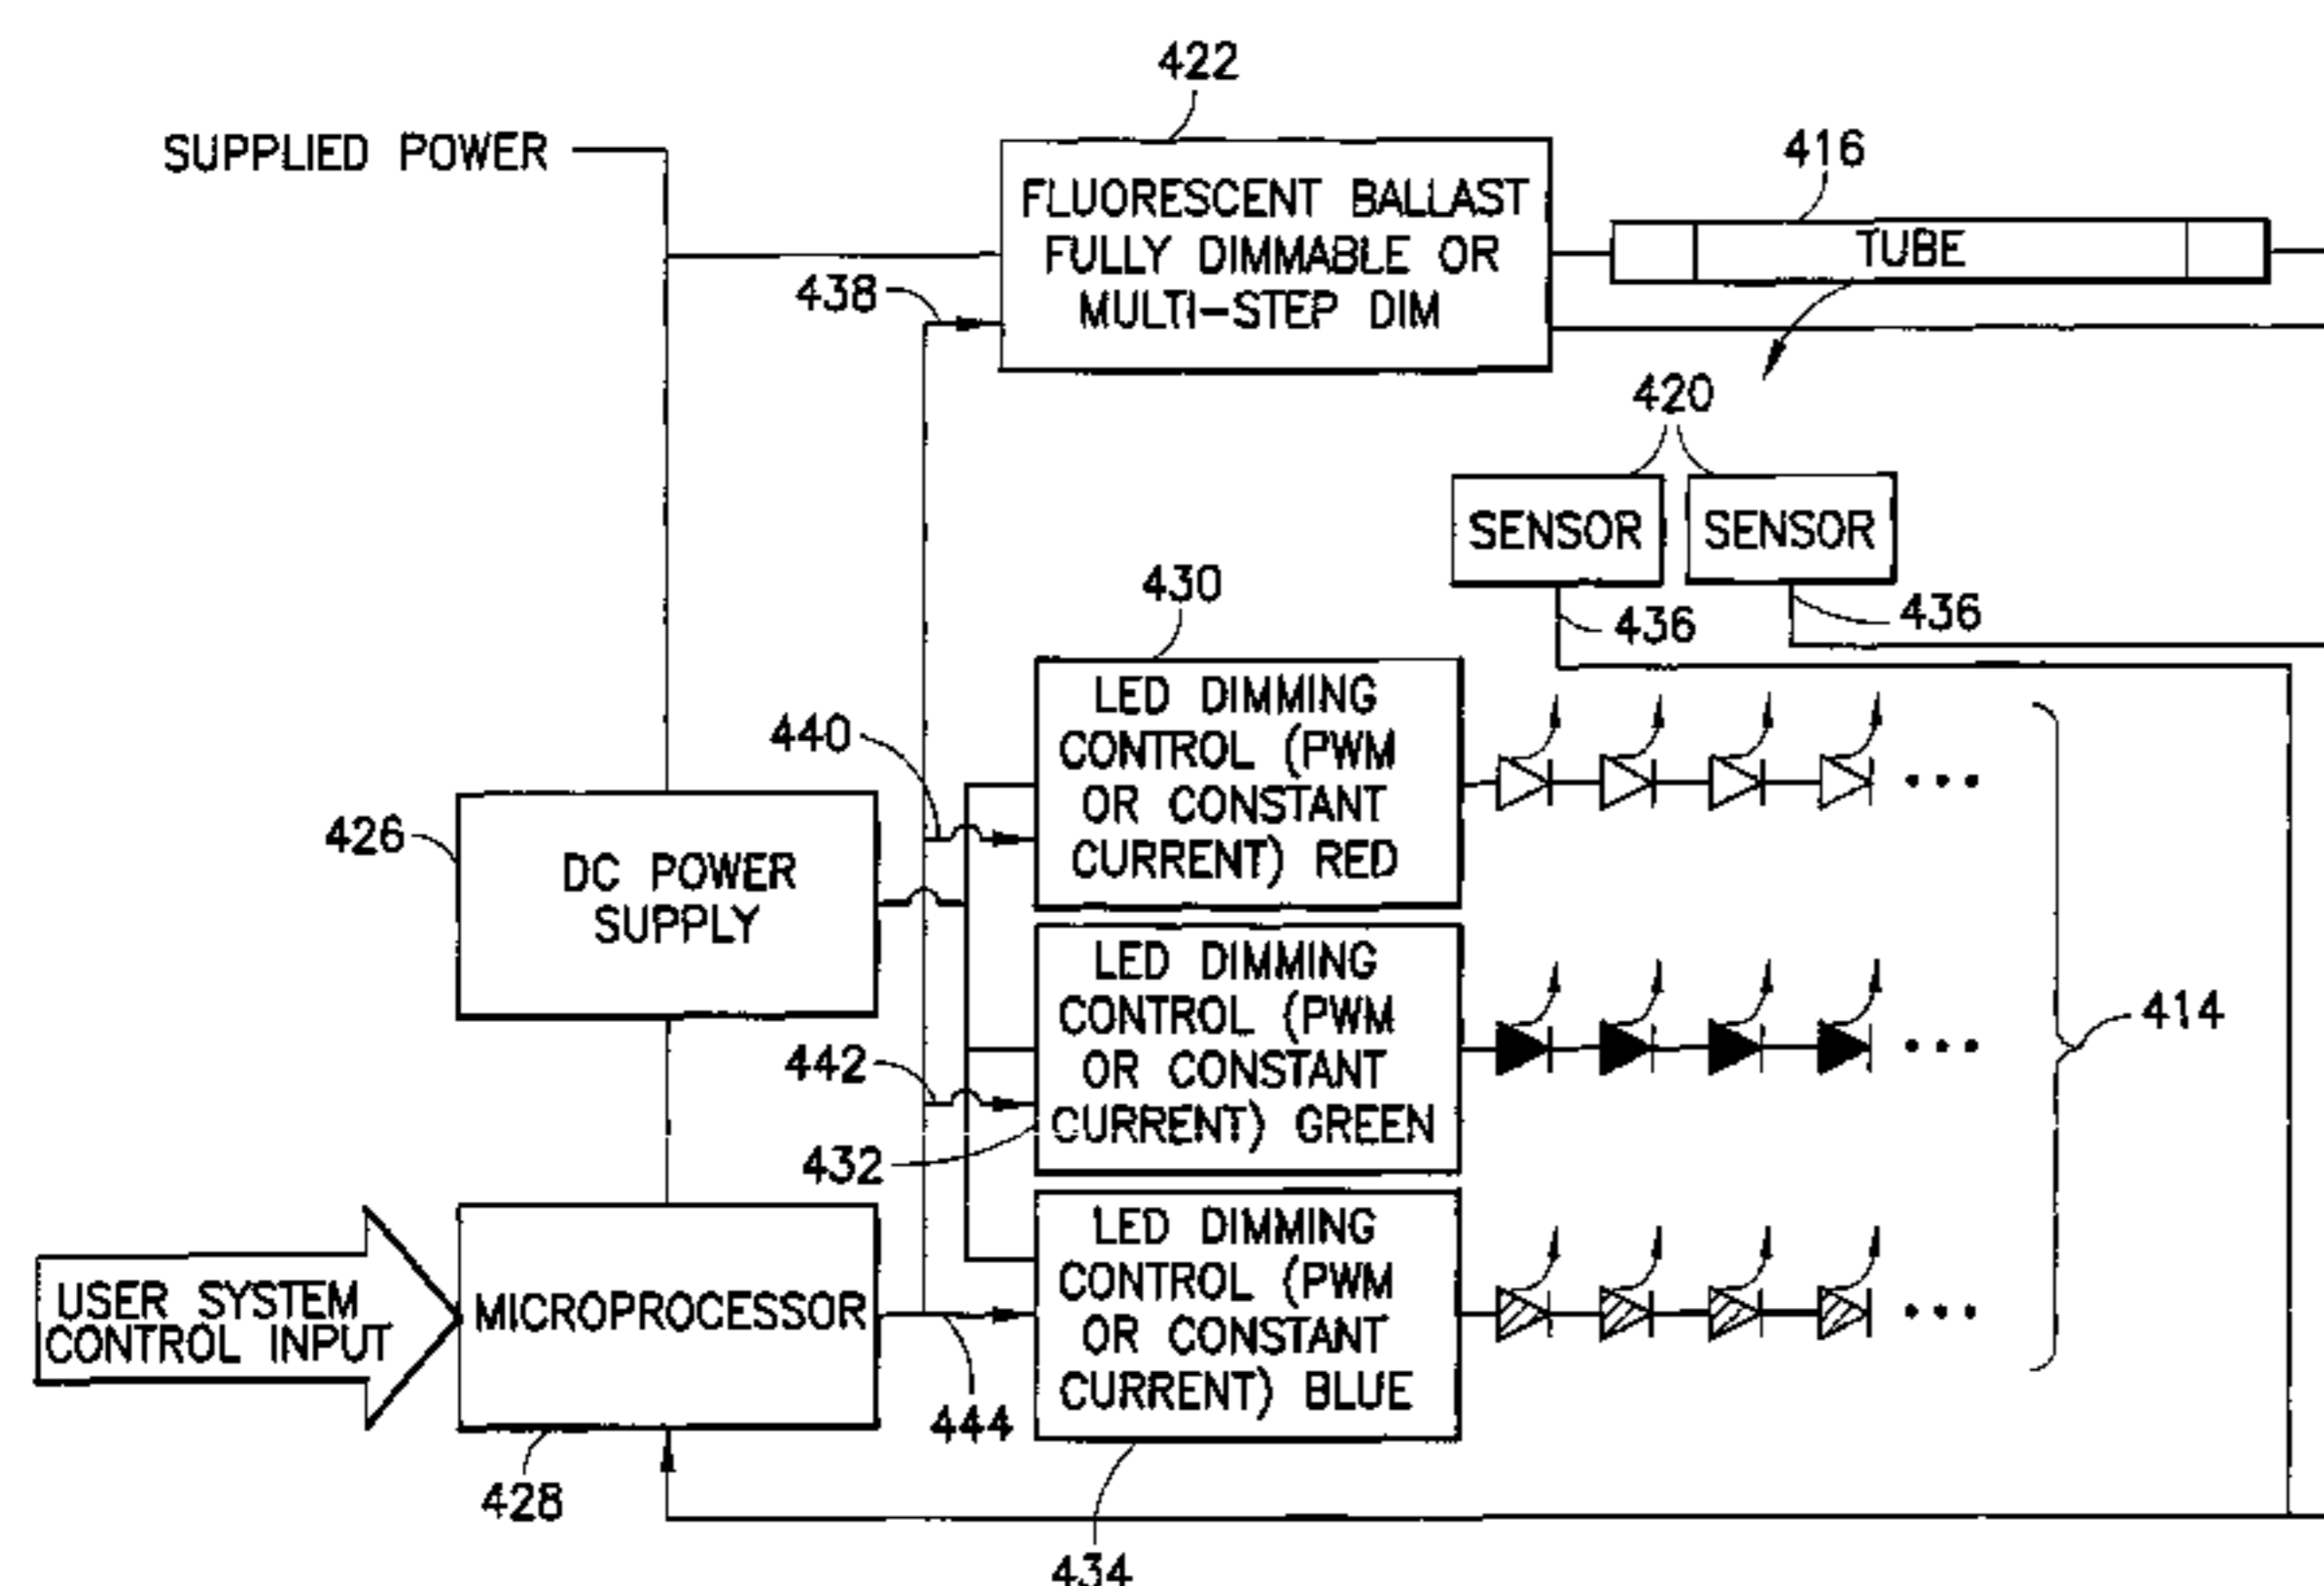 422
SUPPLIED POWER
416
FLUORESCENT BALLAST
FULLY DIMMABLE OR
MULTI-STEP DIM
TUBE
438
420
SENSOR
SENSOR
430
436
436
LED DIMMING
CONTROL (PWM
OR CONSTANT
CURRENT) RED
440
426
DC POWER
SUPPLY
LED DIMMING
CONTROL (PWM
OR CONSTANT
CURRENT) GREEN
414
442
432
LED DIMMING
CONTROL (PWM
OR CONSTANT
CURRENT) BLUE
USER SYSTEM
CONTROL INPUT
MICROPROCESSOR
444
428
434